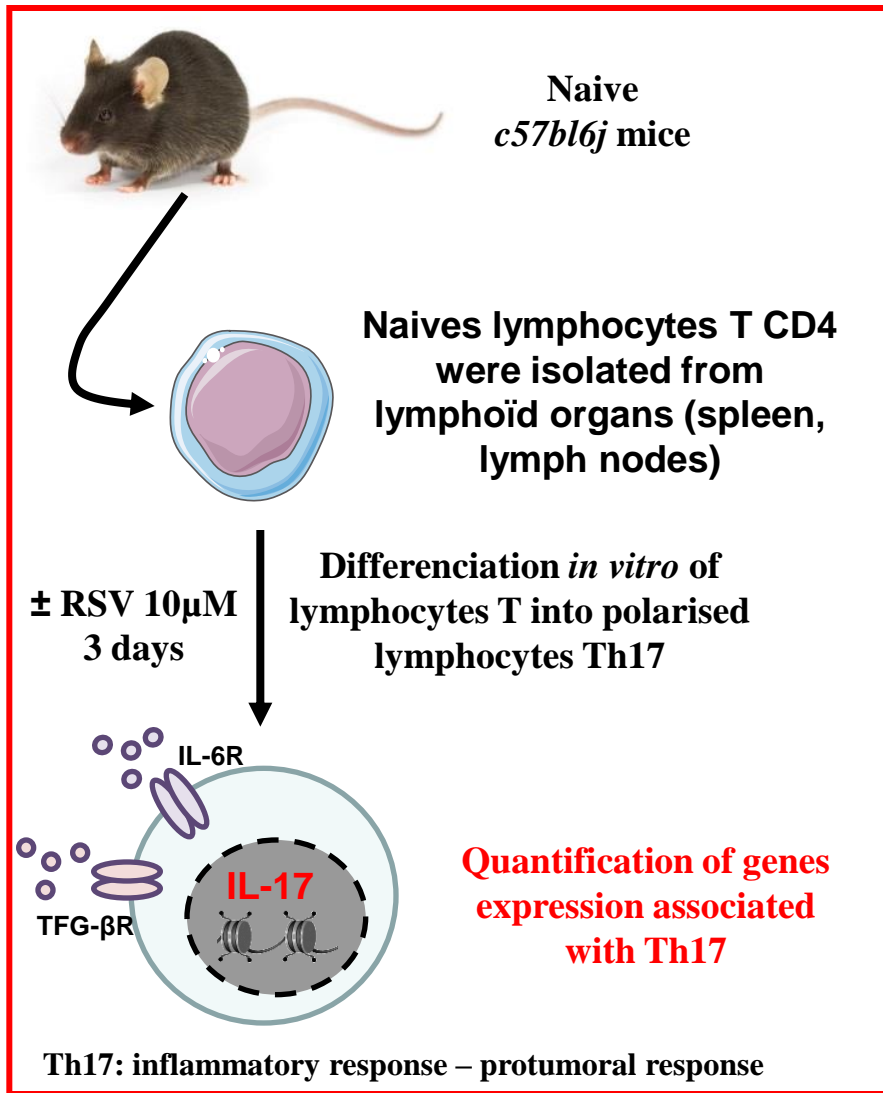 Naive
c57bl6j mice
Naives lymphocytes T CD4
were isolated from
lymphoïd organs (spleen,
lymph nodes)
± RSV 10µM
3 days
Differenciation in vitro of
lymphocytes T into polarised
lymphocytes Th17
IL-6R
TFG-βR
IL-17
Quantification of genes
expression associated
with Th17
Th17: inflammatory response – protumoral response